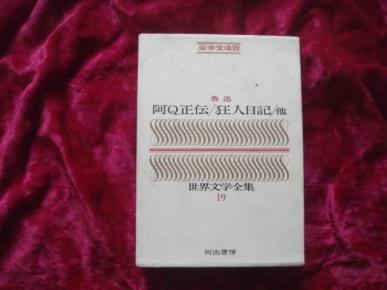 豪華愛蔵版
魯迅
阿Q正伝/狂人日記/他
世界文学全集
19
河出書房